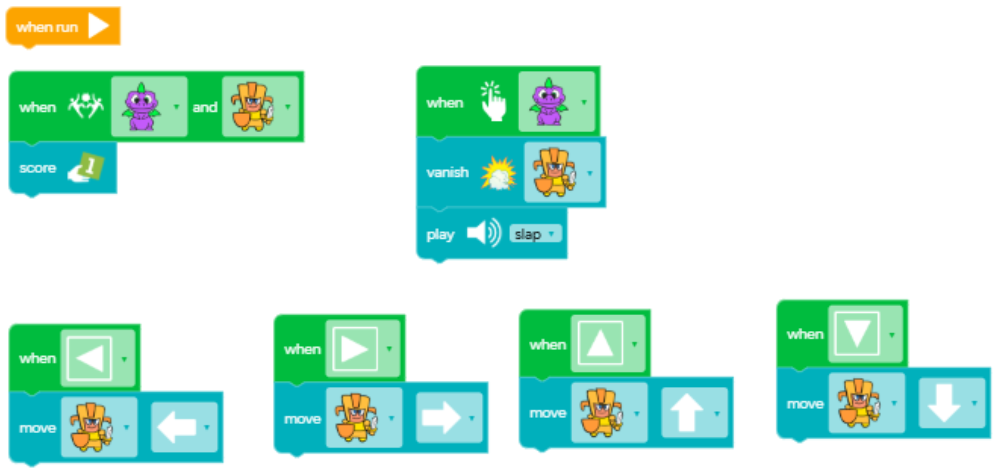 when run
when and
score 1
when
vanish
play slap
when
move
when
move
when
move
when
move